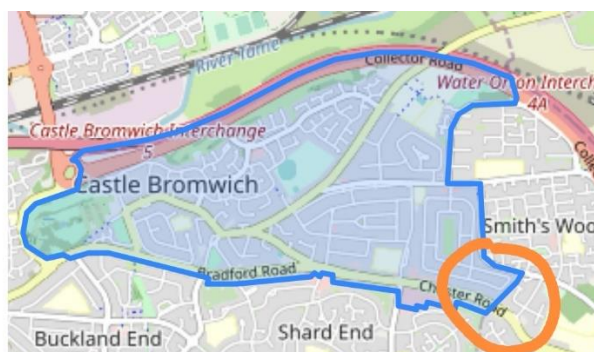 River Tame
Collector Road
Water Orton Interch
4A
Castle Bromwich Interchange
5
Castle Bromwich
Smith's Woo
Bradford Road
Chester Road
Shard End
Buckland End